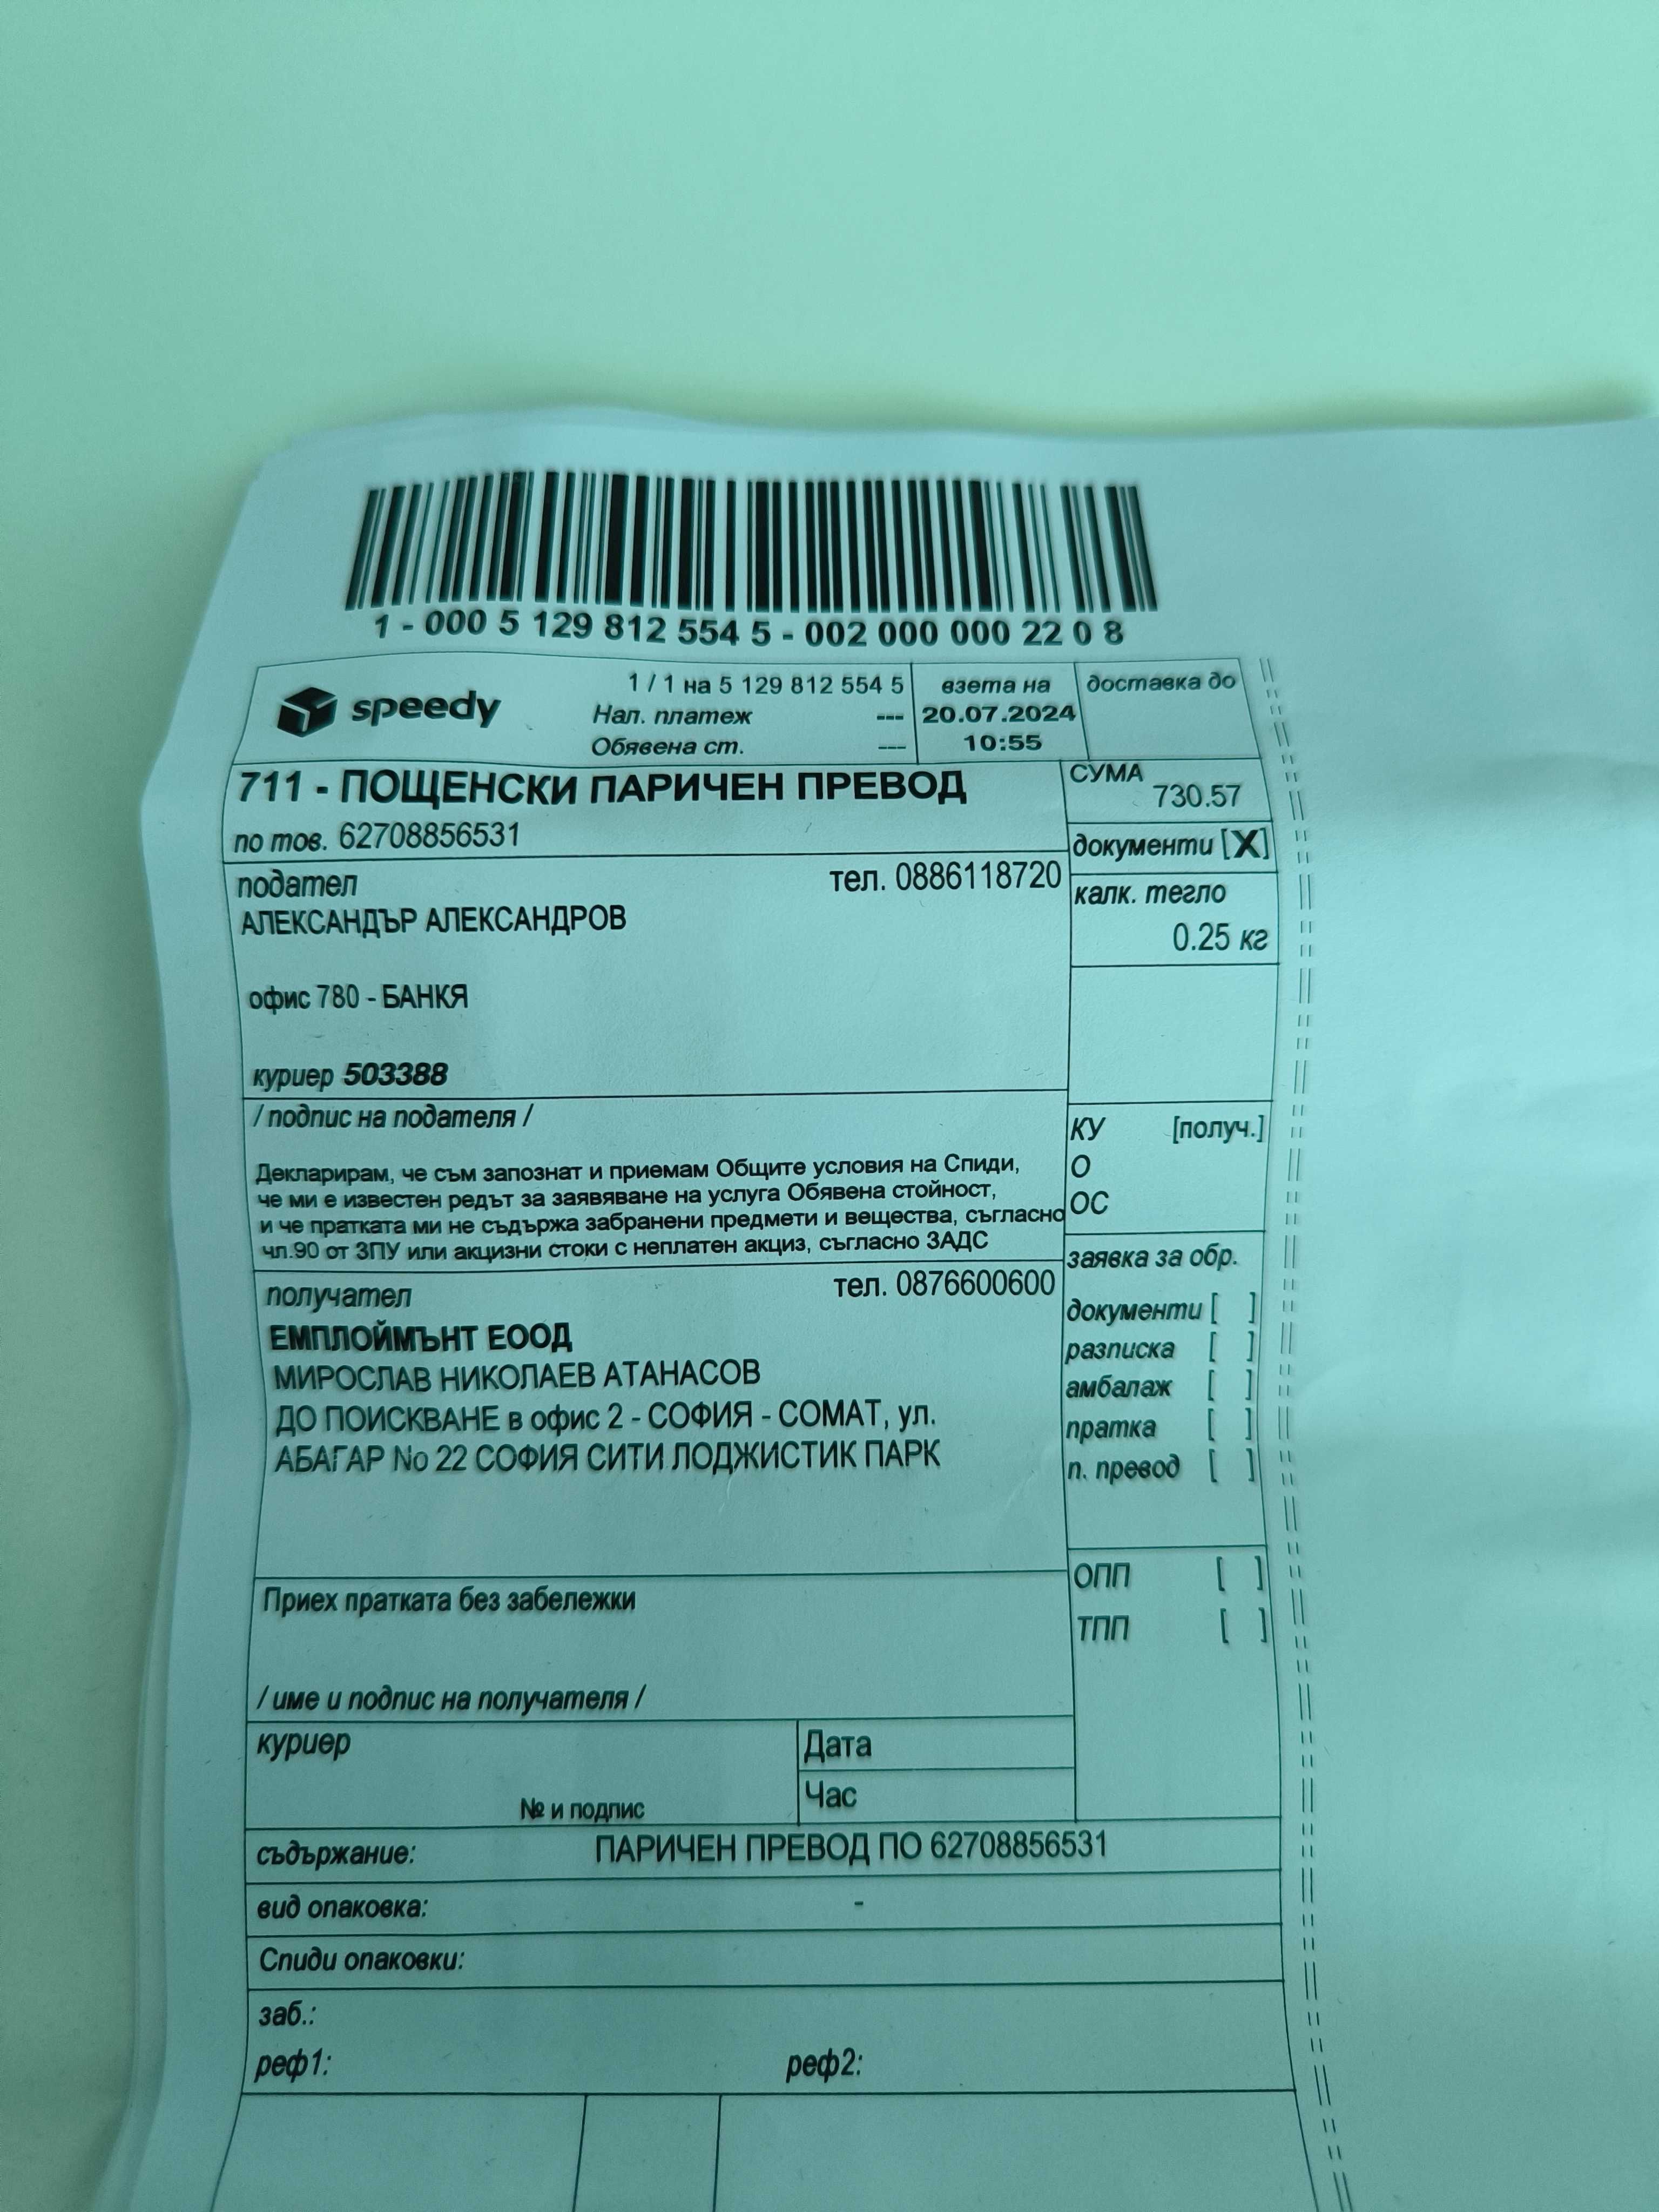 1 - 000 5 129 812 554 5 - 002 000 000 22 0 8
speedy
1 / 1 на 5 129 812 554 5
Нал. платеж ---
Обявена ст. ---
взета на
20.07.2024
10:55
доставка до
711 - ПОЩЕНСКИ ПАРИЧЕН ПРЕВОД
по тов. 62708856531
СУМА
730.57
документи [X]
калк. тегло
0.25 кг
подател тел. 0886118720
АЛЕКСАНДЪР АЛЕКСАНДРОВ
офис 780 - БАНКЯ
куриер 503388
/ подпис на подателя /
Декларирам, че съм запознат и приемам Общите условия на Спиди,
че ми е известен редът за заявяване на услуга Обявена стойност,
и че пратката ми не съдържа забранени предмети и вещества, съгласно
чл.90 от ЗПУ или акцизни стоки с неплатен акциз, съгласно ЗАДС
КУ [получ.]
О
ОС
получател тел. 0876600600
ЕМПЛОЙМЪНТ ЕООД
МИРОСЛАВ НИКОЛАЕВ АТАНАСОВ
ДО ПОИСКВАНЕ в офис 2 - СОФИЯ - СОМАТ, ул.
АБАГАР No 22 СОФИЯ СИТИ ЛОДЖИСТИК ПАРК
заявка за обр.
документи [ ]
разписка [ ]
амбалаж [ ]
пратка [ ]
п. превод [ ]
Приех пратката без забележки
/ име и подпис на получателя /
ОПП [ ]
ТПП [ ]
куриер
№ и подпис
Дата
Час
съдържание: ПАРИЧЕН ПРЕВОД ПО 62708856531
вид опаковка: -
Спиди опаковки:
заб.:
реф1: реф2: